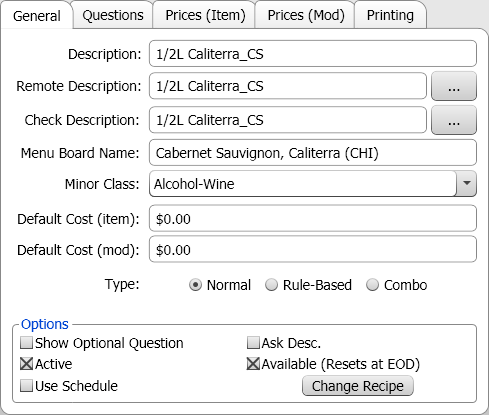 General Questions Prices (Item) Prices (Mod) Printing
Description: 1/2L Caliterra_CS
Remote Description: 1/2L Caliterra_CS ...
Check Description: 1/2L Caliterra_CS ...
Menu Board Name: Cabernet Sauvignon, Caliterra (CHI)
Minor Class: Alcohol-Wine
Default Cost (item): $0.00
Default Cost (mod): $0.00
Type: Normal Rule-Based Combo
Options
Show Optional Question Ask Desc.
Active Available (Resets at EOD)
Use Schedule Change Recipe